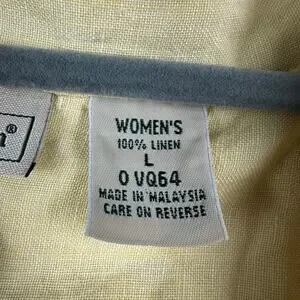 WOMEN'S
100% LINEN
L
0 VQ64
MADE IN MALAYSIA
CARE ON REVERSE